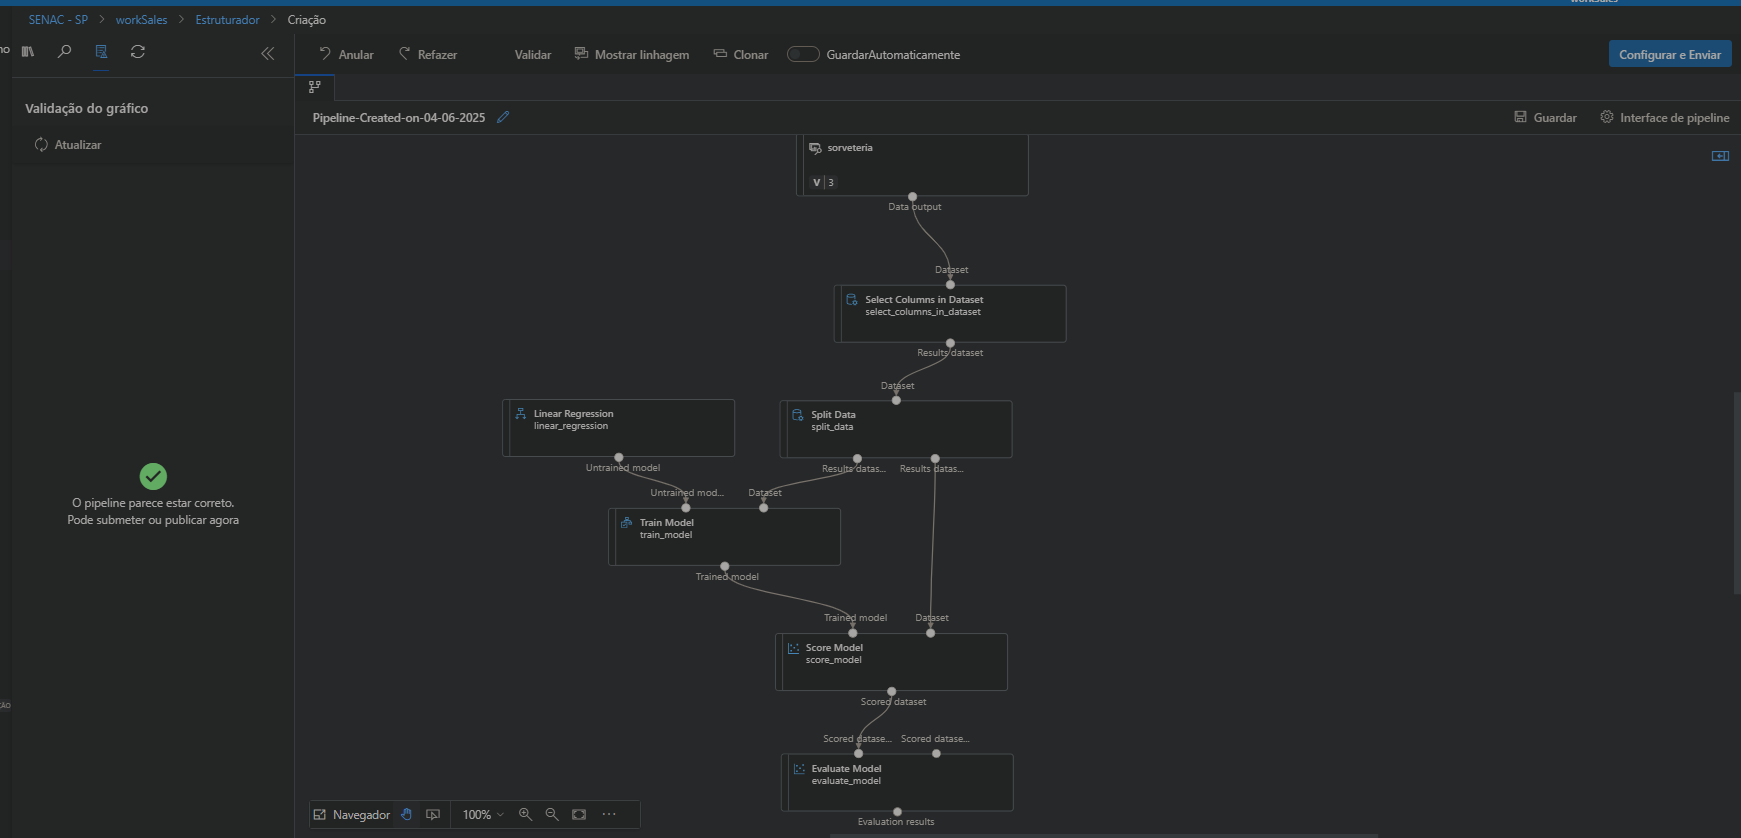 workSales
SENAC - SP > workSales > Estruturador > Criação
no
Anular
Refazer
Validar
Mostrar linhagem
Clonar
GuardarAutomaticamente
Configurar e Enviar
Validação do gráfico
Atualizar
O pipeline parece estar correto.
Pode submeter ou publicar agora
Pipeline-Created-on-04-06-2025
Guardar
Interface de pipeline
sorveteria
V | 3
Data output
Dataset
Select Columns in Dataset
select_columns_in_dataset
Results dataset
Dataset
Linear Regression
linear_regression
Untrained model
Split Data
split_data
Results datas...
Results datas...
Untrained mod...
Dataset
Train Model
train_model
Trained model
Trained model
Dataset
Score Model
score_model
Scored dataset
Scored datase...
Scored datase...
Evaluate Model
evaluate_model
Evaluation results
Navegador
100%